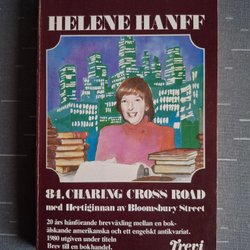 HELENE HANFF
84, CHARING CROSS ROAD
med Hertiginnan av Bloomsbury Street
20 års hänförande brevväxling mellan en bok-
älskande amerikanska och ett engelskt antikvariat.
1980 utgiven under titeln
Brev till en bokhandel.
Trevi